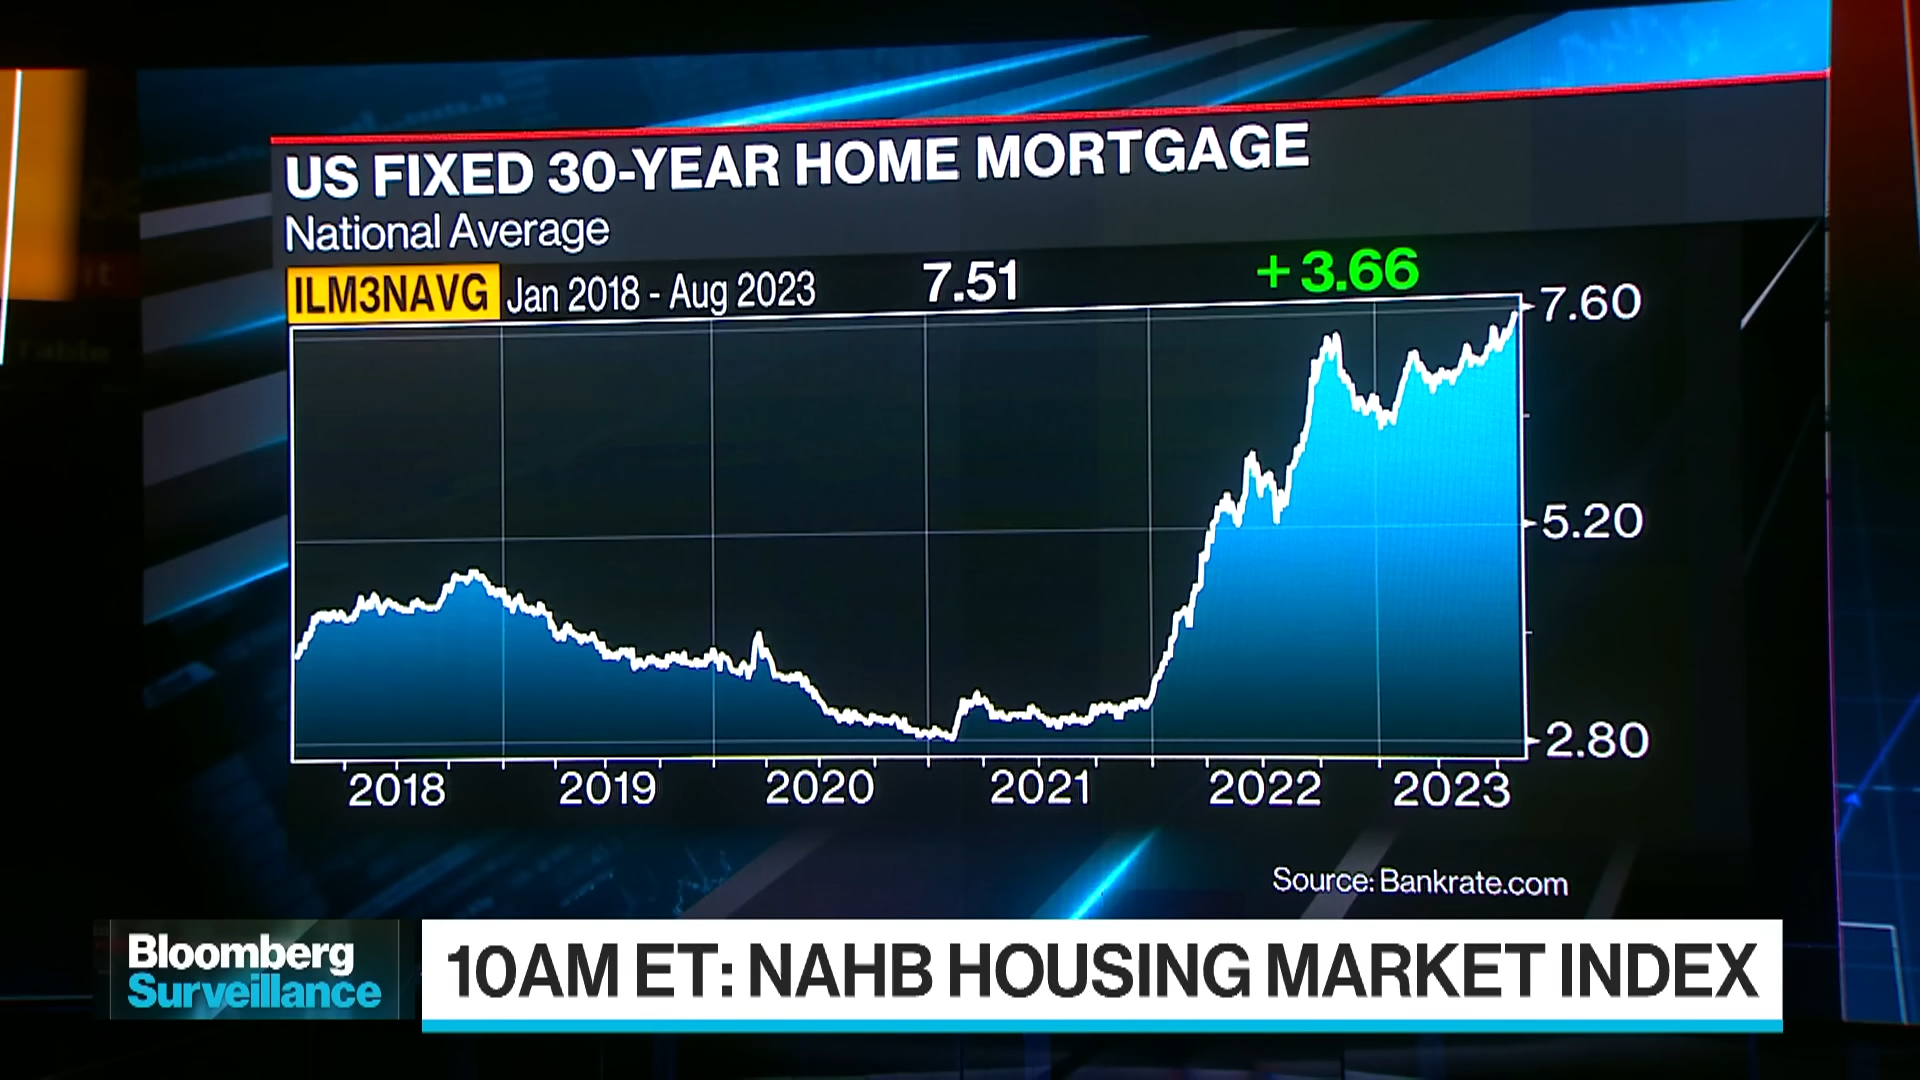 US FIXED 30-YEAR HOME MORTGAGE
National Average
ILM3NAVG Jan 2018 - Aug 2023 7.51 +3.66
7.60
5.20
2.80
2018 2019 2020 2021 2022 2023
Source: Bankrate.com
Bloomberg
Surveillance
10AM ET: NAHB HOUSING MARKET INDEX